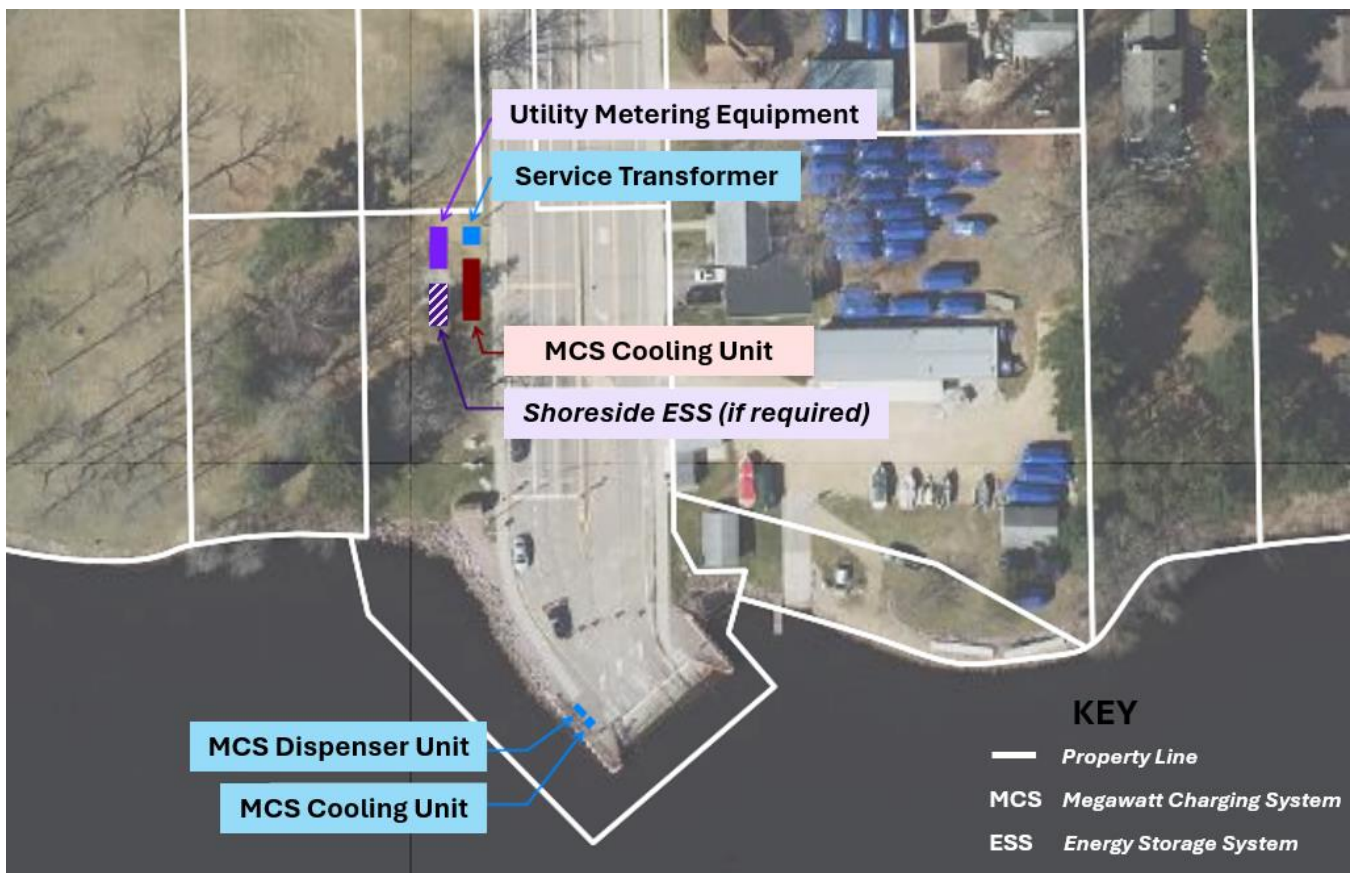 Utility Metering Equipment
Service Transformer
MCS Cooling Unit
Shoreside ESS (if required)
MCS Dispenser Unit
MCS Cooling Unit
KEY
Property Line
MCS Megawatt Charging System
ESS Energy Storage System